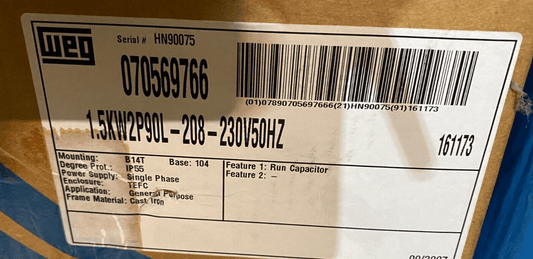 WEG
Serial # HN90075
070569766
(01)07890705697666(21)HN90075(91)161173
1.5KW2P90L-208-230V50HZ
161173
Mounting: B14T Base: 104
Degree Prot.: IP55
Power Supply: Single Phase
Enclosure: TEFC
Application: General Purpose
Frame Material: Cast Iron
Feature 1: Run Capacitor
Feature 2: —
09/2007